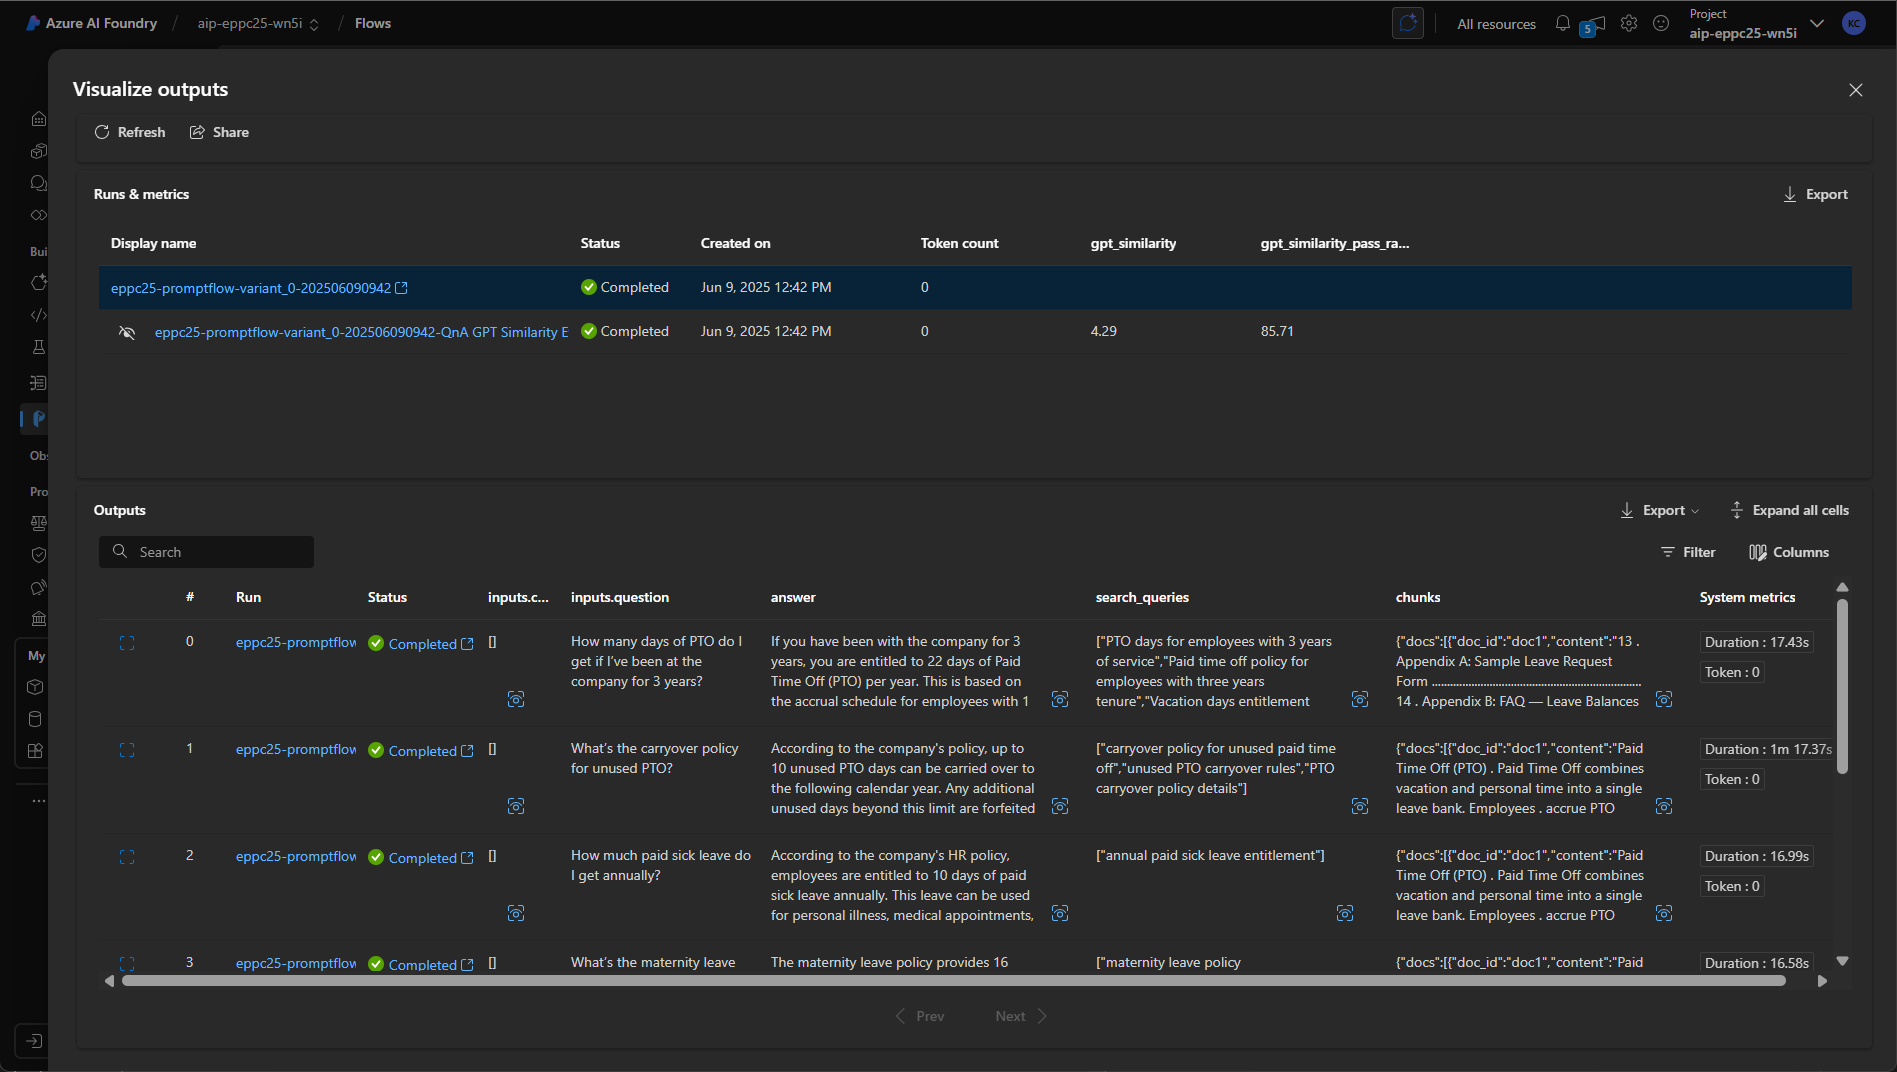 Azure AI Foundry / aip-eppc25-wn5i / Flows
All resources
5
Project
aip-eppc25-wn5i
KC
Visualize outputs
Refresh Share
Runs & metrics
Export
Display name Status Created on Token count gpt_similarity gpt_similarity_pass_ra...
eppc25-promptflow-variant_0-202506090942 Completed Jun 9, 2025 12:42 PM 0
eppc25-promptflow-variant_0-202506090942-QnA GPT Similarity E Completed Jun 9, 2025 12:42 PM 0 4.29 85.71
Bui
Obs
Pro
My
Outputs
Export Expand all cells
Search
Filter Columns
# Run Status inputs.c... inputs.question answer search_queries chunks System metrics
0 eppc25-promptflow Completed []
How many days of PTO do I
get if I've been at the
company for 3 years?
If you have been with the company for 3
years, you are entitled to 22 days of Paid
Time Off (PTO) per year. This is based on
the accrual schedule for employees with 1
["PTO days for employees with 3 years
of service","Paid time off policy for
employees with three years
tenure","Vacation days entitlement
{"docs":[{"doc_id":"doc1","content":"13 .
Appendix A: Sample Leave Request
Form ......................................................................
14 . Appendix B: FAQ — Leave Balances
Duration : 17.43s
Token : 0
1 eppc25-promptflow Completed []
What's the carryover policy
for unused PTO?
According to the company's policy, up to
10 unused PTO days can be carried over to
the following calendar year. Any additional
unused days beyond this limit are forfeited
["carryover policy for unused paid time
off","unused PTO carryover rules","PTO
carryover policy details"]
{"docs":[{"doc_id":"doc1","content":"Paid
Time Off (PTO) . Paid Time Off combines
vacation and personal time into a single
leave bank. Employees . accrue PTO
Duration : 1m 17.37s
Token : 0
2 eppc25-promptflow Completed []
How much paid sick leave do
I get annually?
According to the company's HR policy,
employees are entitled to 10 days of paid
sick leave annually. This leave can be used
for personal illness, medical appointments,
["annual paid sick leave entitlement"]
{"docs":[{"doc_id":"doc1","content":"Paid
Time Off (PTO) . Paid Time Off combines
vacation and personal time into a single
leave bank. Employees . accrue PTO
Duration : 16.99s
Token : 0
3 eppc25-promptflow Completed []
What's the maternity leave
The maternity leave policy provides 16
["maternity leave policy
{"docs":[{"doc_id":"doc1","content":"Paid
Duration : 16.58s
Prev Next